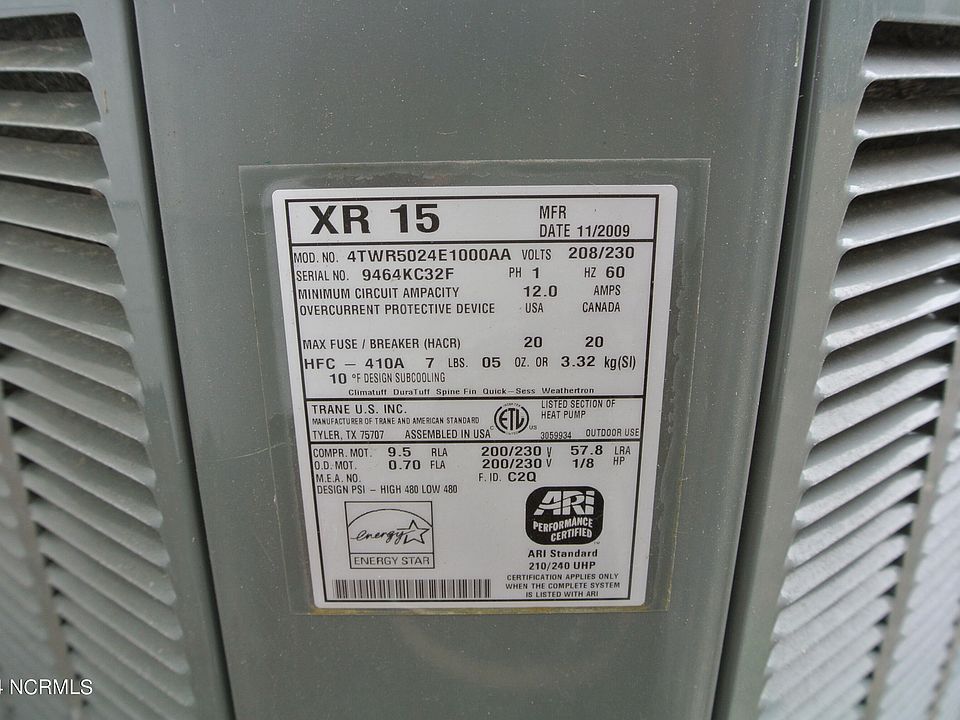 XR 15
MFR
DATE 11/2009
MOD. NO. 4TWR5024E1000AA VOLTS 208/230
SERIAL NO. 9464KC32F PH 1 HZ 60
MINIMUM CIRCUIT AMPACITY 12.0 AMPS
OVERCURRENT PROTECTIVE DEVICE USA CANADA
MAX FUSE / BREAKER (HACR) 20 20
HFC - 410A 7 LBS. 05 OZ. OR 3.32 kg(SI)
10 °F DESIGN SUBCOOLING
Climatuff DuraTuff Spine Fin Quick-Sess Weathertron
TRANE U.S. INC.
MANUFACTURER OF TRANE AND AMERICAN STANDARD
TYLER, TX 75707 ASSEMBLED IN USA
C ETL US
LISTED SECTION OF
HEAT PUMP
3059934 OUTDOOR USE
COMPR. MOT. 9.5 RLA 200/230 V 57.8 LRA
O.D. MOT. 0.70 FLA 200/230 V 1/8 HP
M.E.A. NO. F. ID. C2Q
DESIGN PSI - HIGH 480 LOW 480
energy
ENERGY STAR
ARI
PERFORMANCE
CERTIFIED
TM
ARI Standard
210/240 UHP
CERTIFICATION APPLIES ONLY
WHEN THE COMPLETE SYSTEM
IS LISTED WITH ARI
NCRMLS